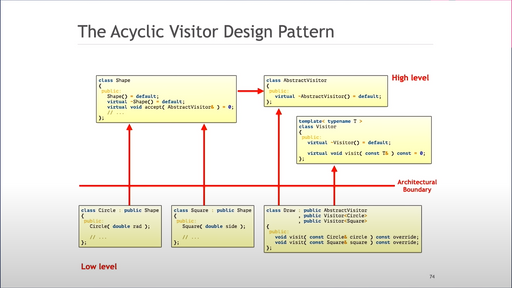 The Acyclic Visitor Design Pattern
class Shape
{
public:
Shape() = default;
virtual ~Shape() = default;
virtual void accept( AbstractVisitor& ) = 0;
// ...
};
class AbstractVisitor
{
public:
virtual ~AbstractVisitor() = default;
};
High level
template< typename T >
class Visitor
{
public:
virtual ~Visitor() = default;
virtual void visit( const T& ) const = 0;
};
Architectural
Boundary
class Circle : public Shape
{
public:
Circle( double rad );
// ...
};
class Square : public Shape
{
public:
Square( double side );
// ...
};
class Draw : public AbstractVisitor
, public Visitor<Circle>
, public Visitor<Square>
{
public:
void visit( const Circle& circle ) const override;
void visit( const Square& square ) const override;
};
Low level
74